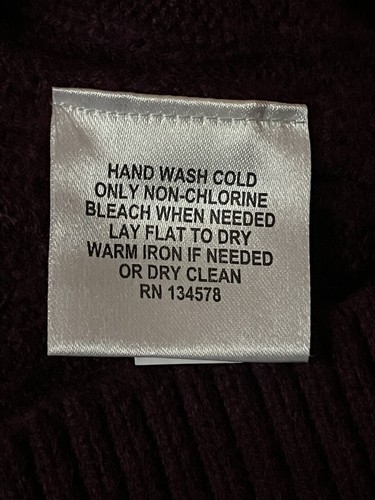 HAND WASH COLD
ONLY NON-CHLORINE
BLEACH WHEN NEEDED
LAY FLAT TO DRY
WARM IRON IF NEEDED
OR DRY CLEAN
RN 134578